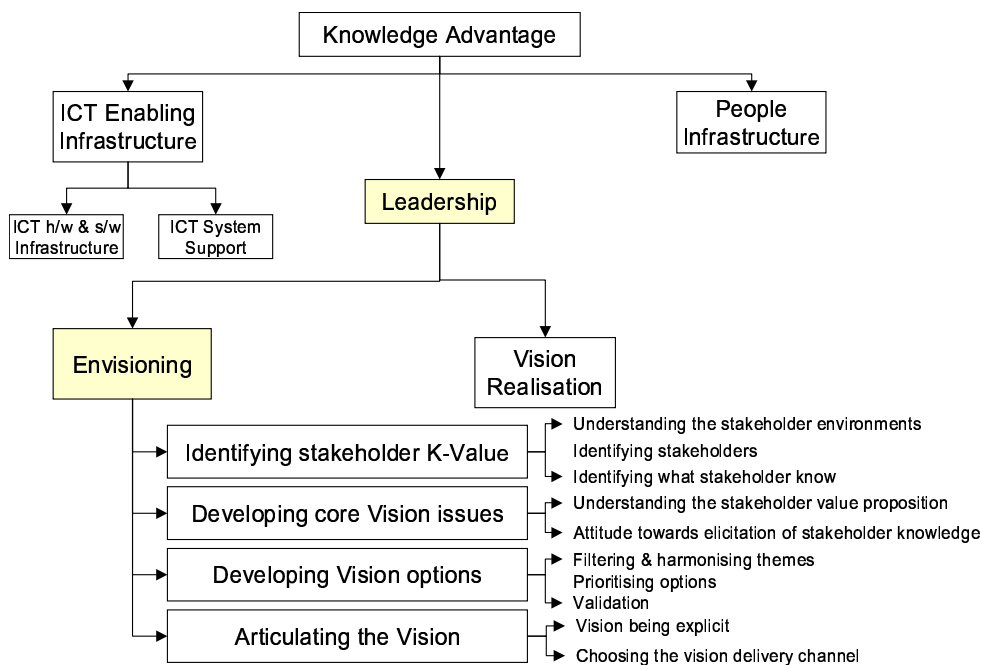 Knowledge Advantage
ICT Enabling
Infrastructure
People
Infrastructure
Leadership
ICT h/w & s/w
Infrastructure
ICT System
Support
Envisioning
Vision
Realisation
Identifying stakeholder K-Value
Understanding the stakeholder environments
Identifying stakeholders
Identifying what stakeholder know
Developing core Vision issues
Understanding the stakeholder value proposition
Attitude towards elicitation of stakeholder knowledge
Developing Vision options
Filtering & harmonising themes
Prioritising options
Validation
Articulating the Vision
Vision being explicit
Choosing the vision delivery channel